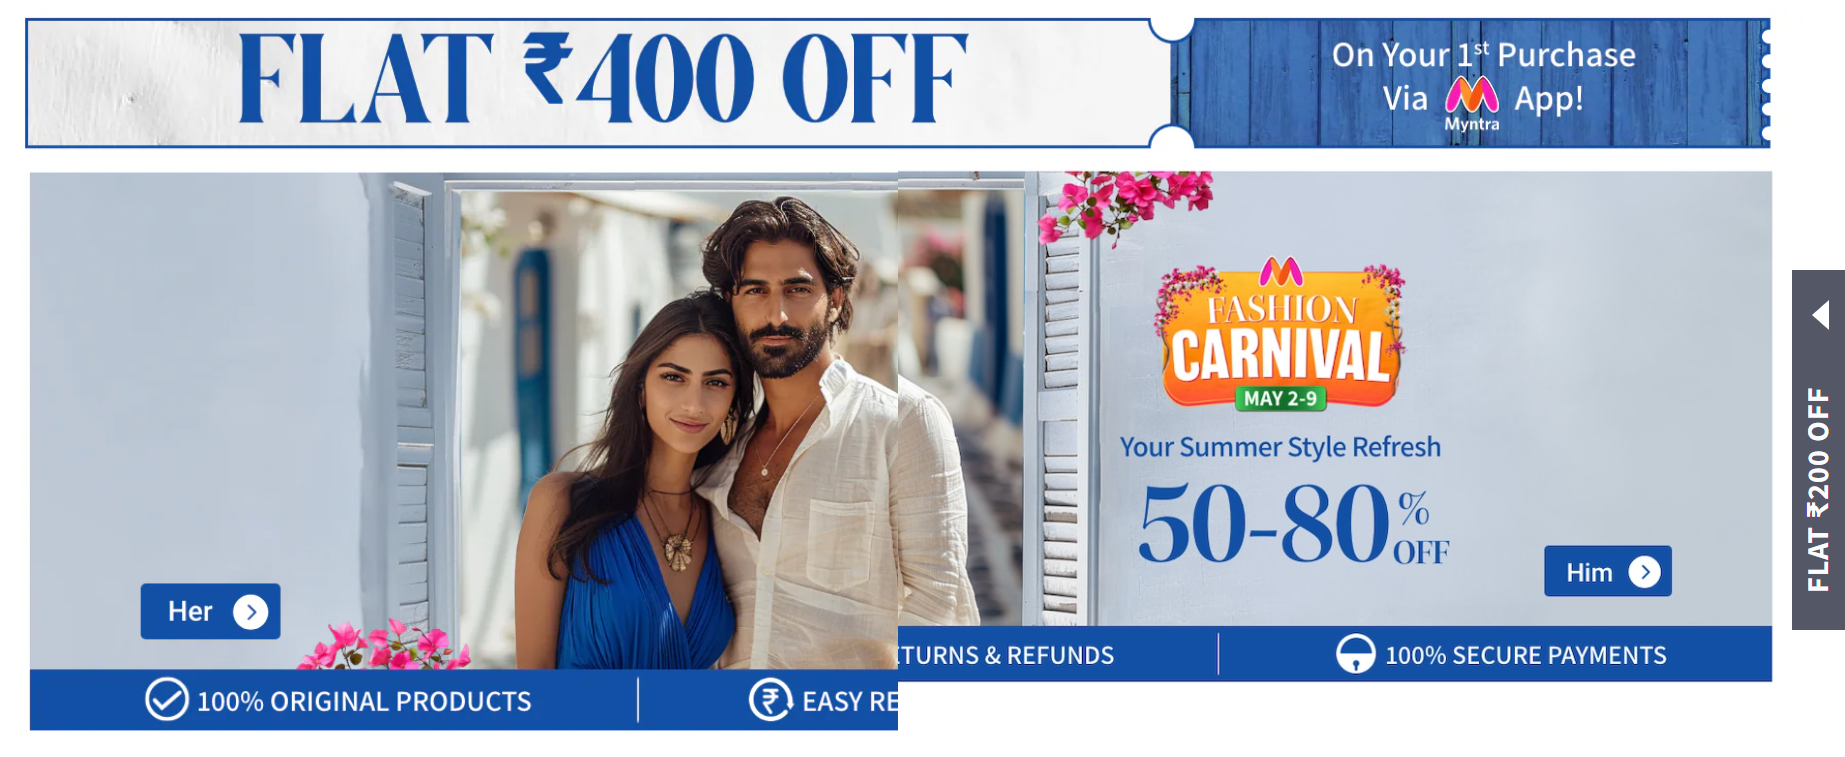 FLAT ₹400 OFF
On Your 1st Purchase
Via Myntra App!
FASHION
CARNIVAL
MAY 2-9
Your Summer Style Refresh
50-80% OFF
Her
Him
100% ORIGINAL PRODUCTS
EASY RE
ETURNS & REFUNDS
100% SECURE PAYMENTS
FLAT ₹200 OFF